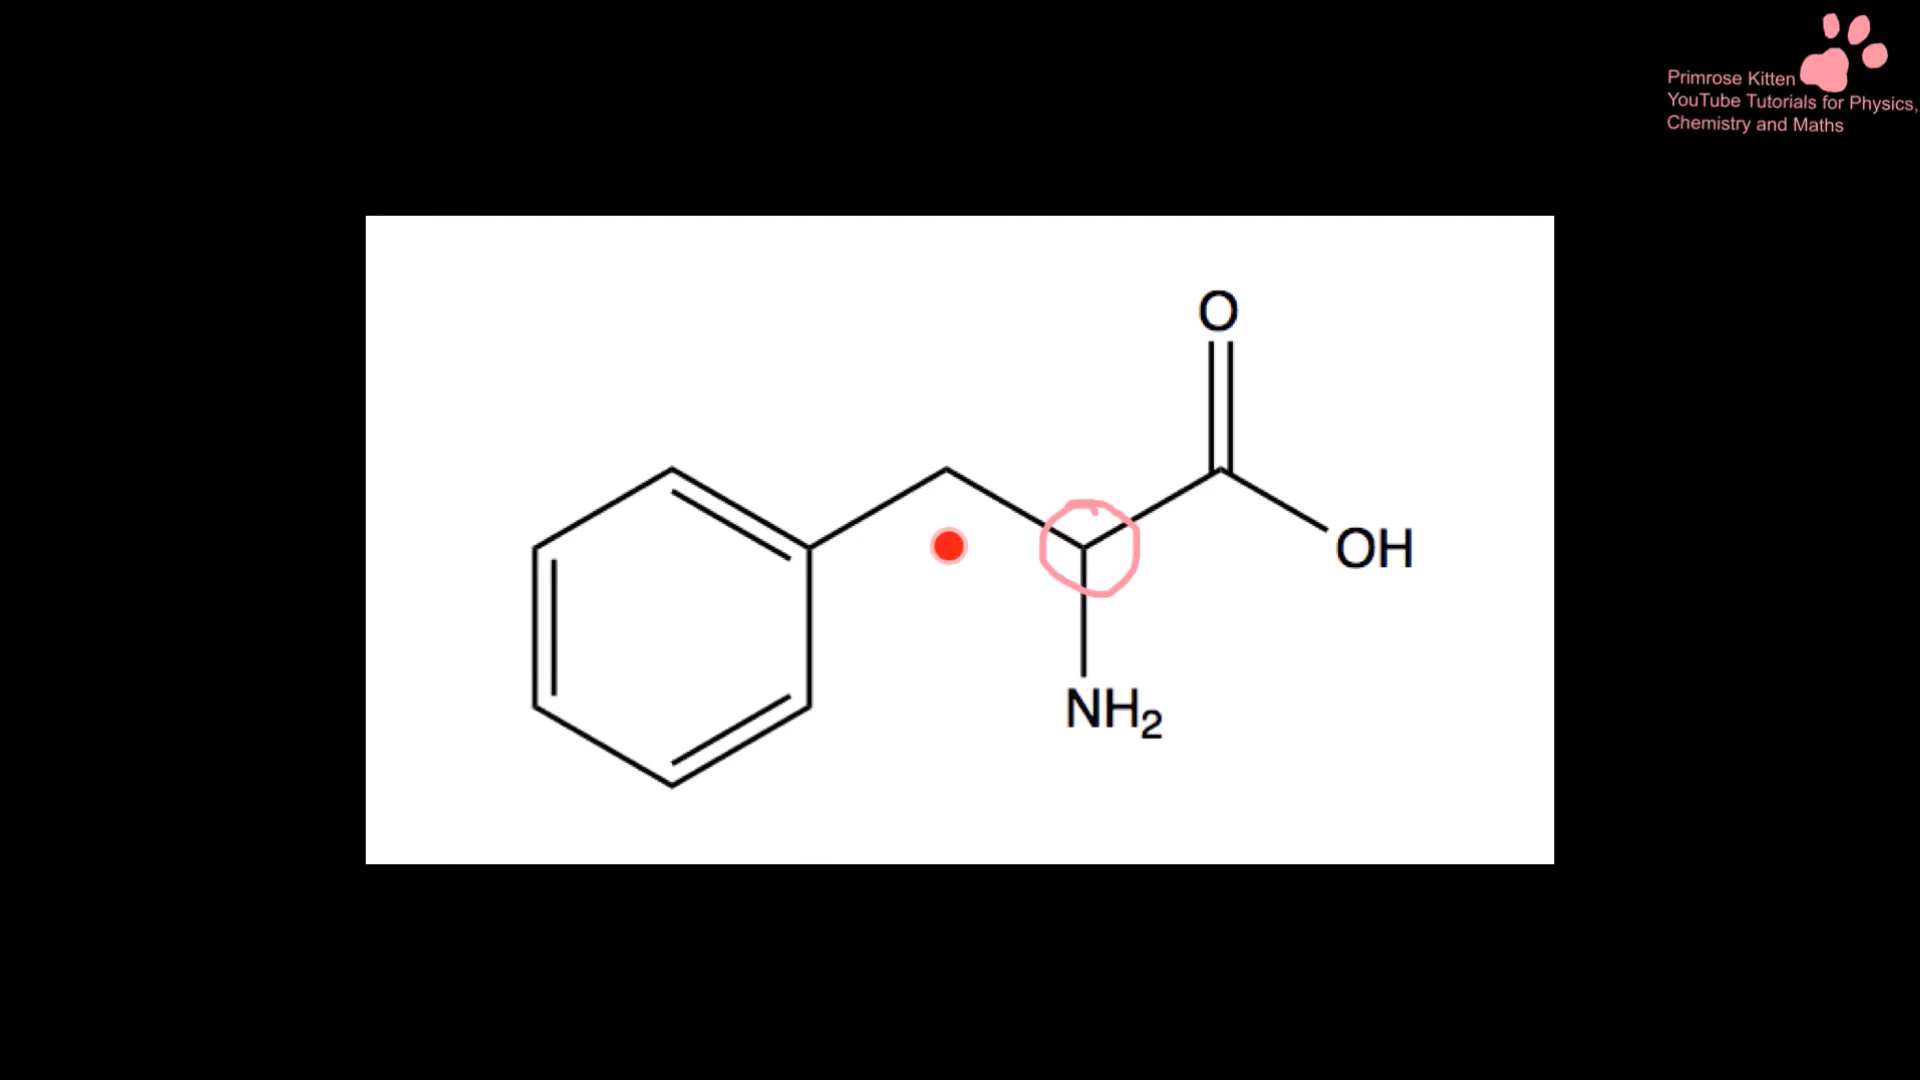 Primrose Kitten
YouTube Tutorials for Physics,
Chemistry and Maths
O
OH
NH₂